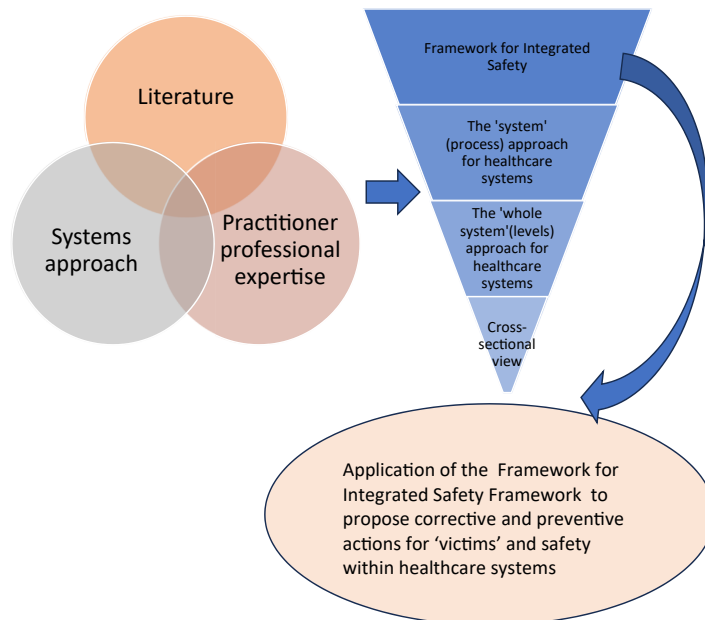 Literature
Systems
approach
Practitioner
professional
expertise
Framework for Integrated
Safety
The 'system'
(process) approach
for healthcare
systems
The 'whole
system'(levels)
approach for
healthcare
systems
Cross-
sectional
view
Application of the  Framework for
Integrated Safety Framework  to
propose corrective and preventive
actions for ‘victims’ and safety
within healthcare systems